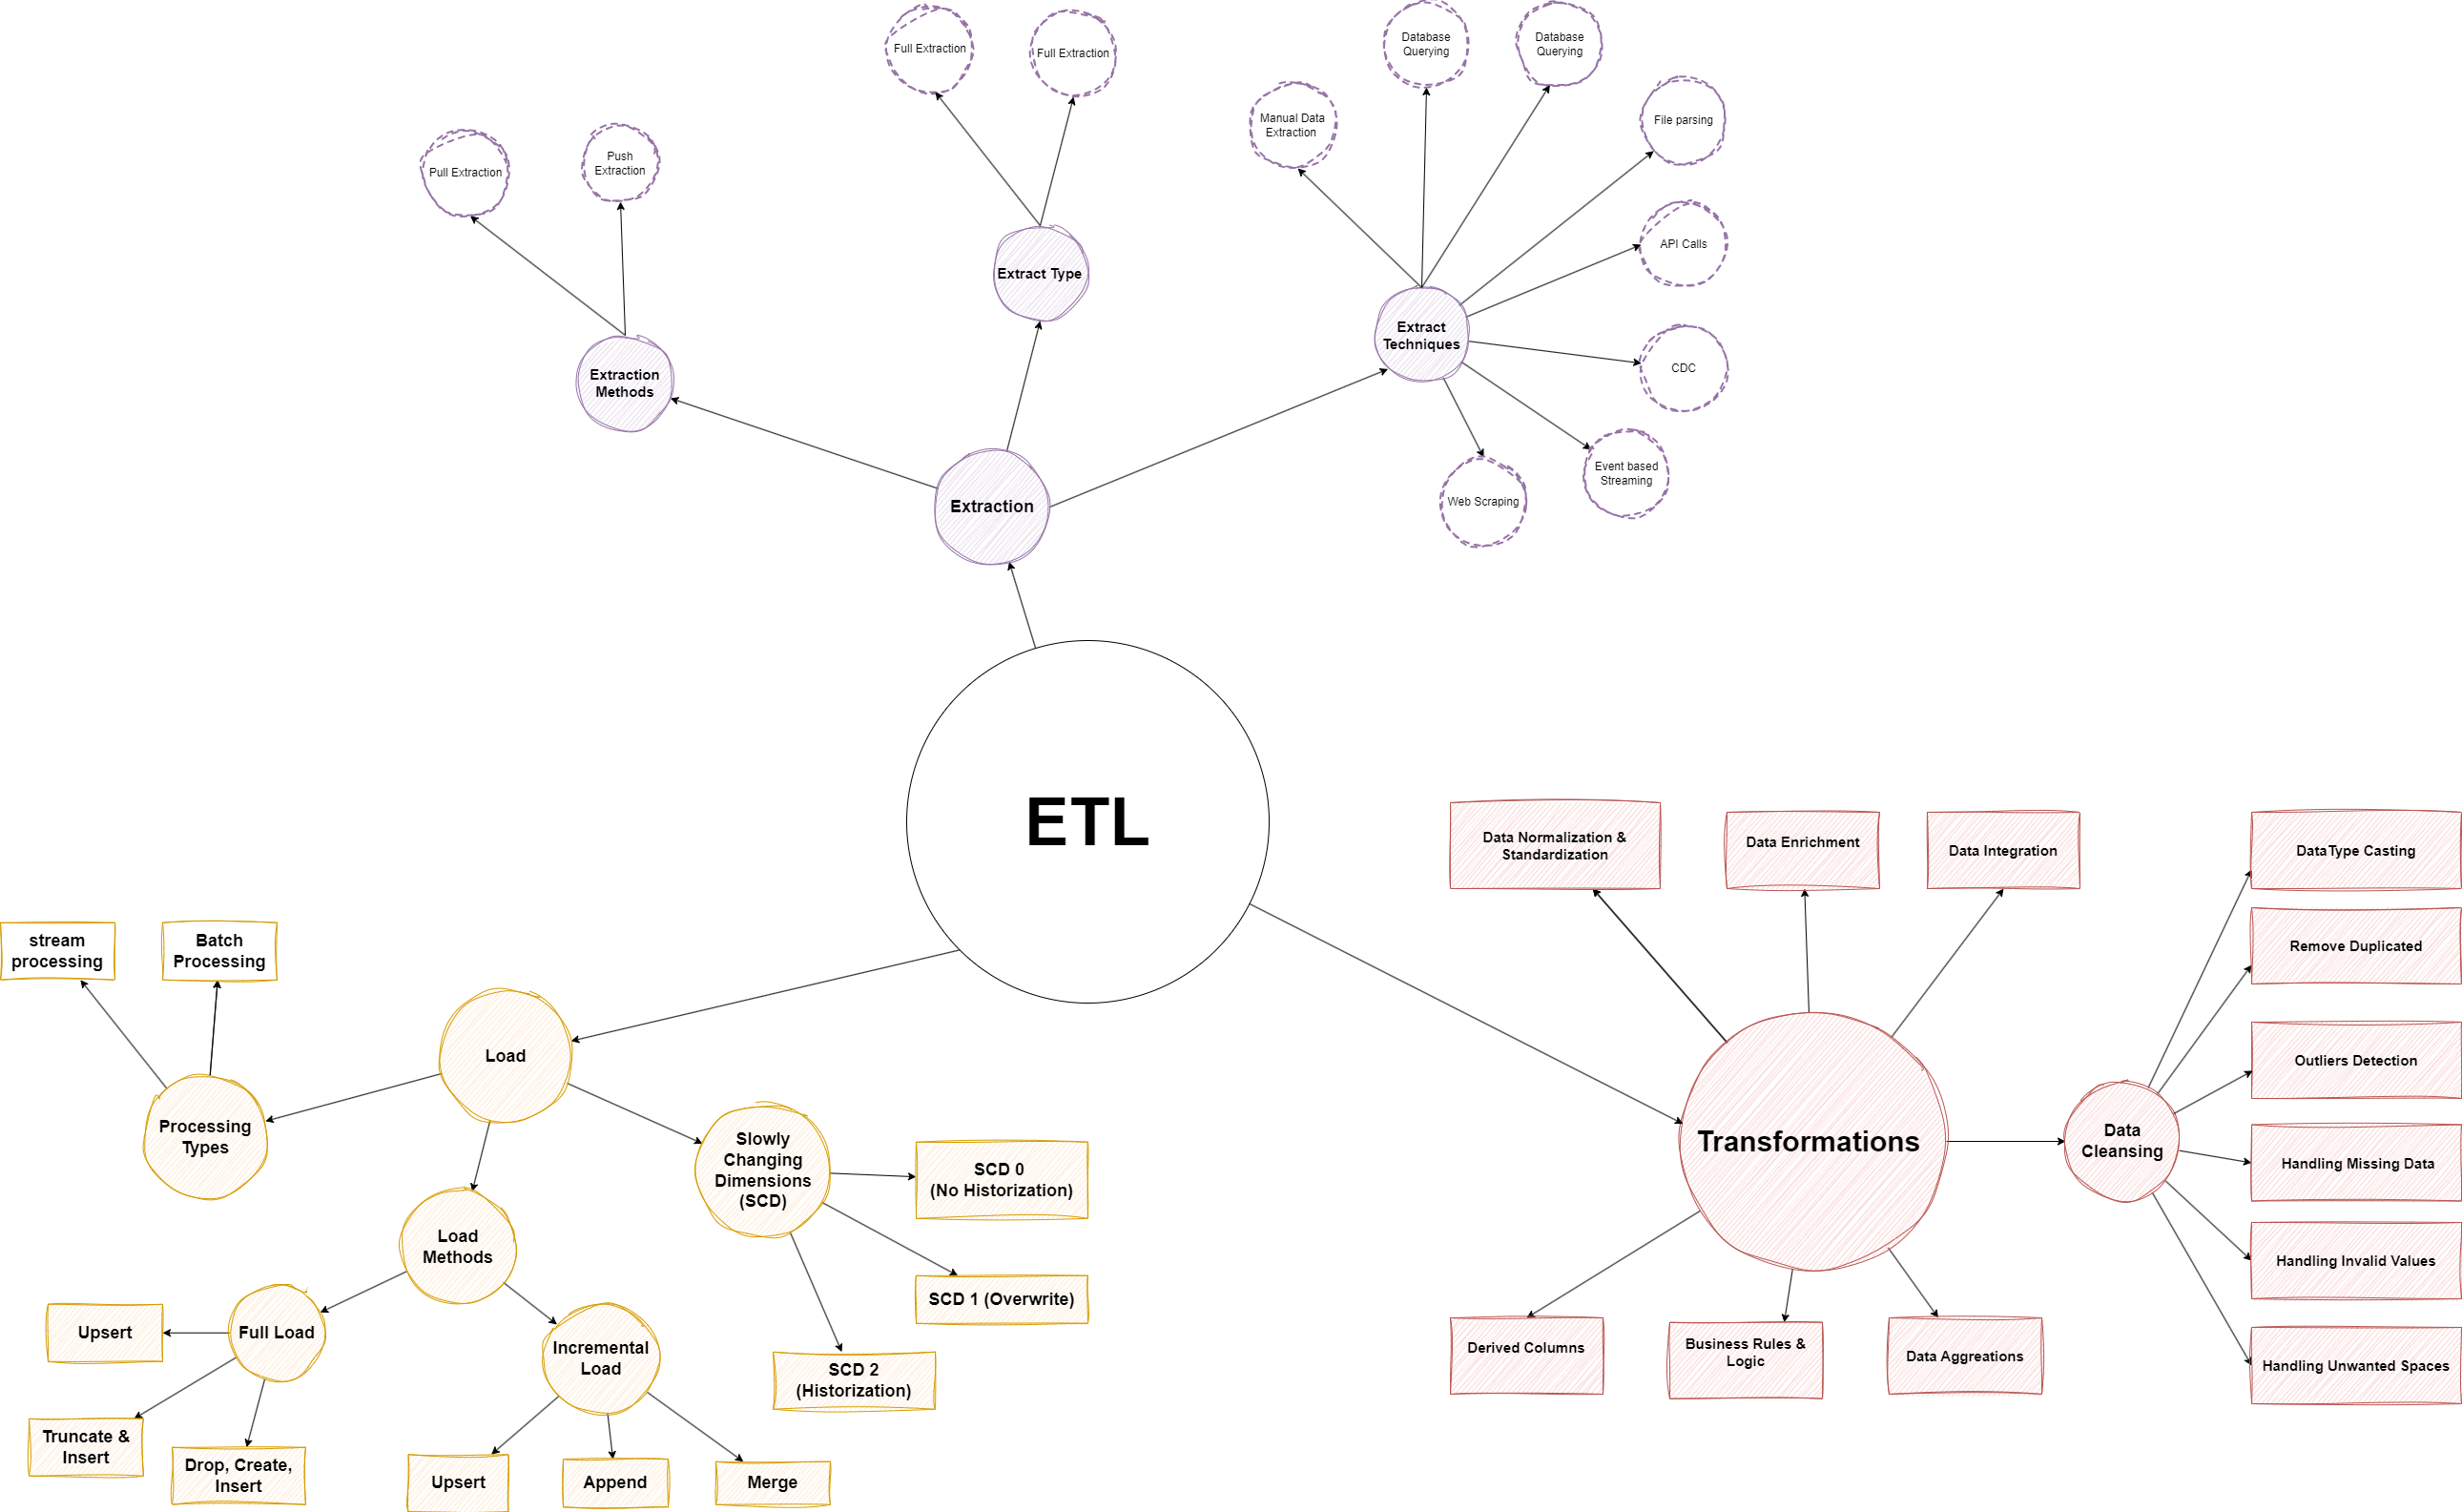 Full Extraction
Full Extraction
Database
Querying
Database
Querying
Manual Data
Extraction
File parsing
Pull Extraction
Push
Extraction
API Calls
Extract Type
Extract
Techniques
CDC
Extraction
Methods
Event based
Streaming
Web Scraping
Extraction
ETL
Data Normalization &
Standardization
Data Enrichment
Data Integration
DataType Casting
Remove Duplicated
Outliers Detection
Handling Missing Data
Handling Invalid Values
Handling Unwanted Spaces
Transformations
Data
Cleansing
Derived Columns
Business Rules &
Logic
Data Aggreations
stream
processing
Batch
Processing
Load
Processing
Types
Slowly
Changing
Dimensions
(SCD)
SCD 0
(No Historization)
SCD 1 (Overwrite)
SCD 2
(Historization)
Load
Methods
Full Load
Upsert
Truncate &
Insert
Drop, Create,
Insert
Incremental
Load
Upsert
Append
Merge